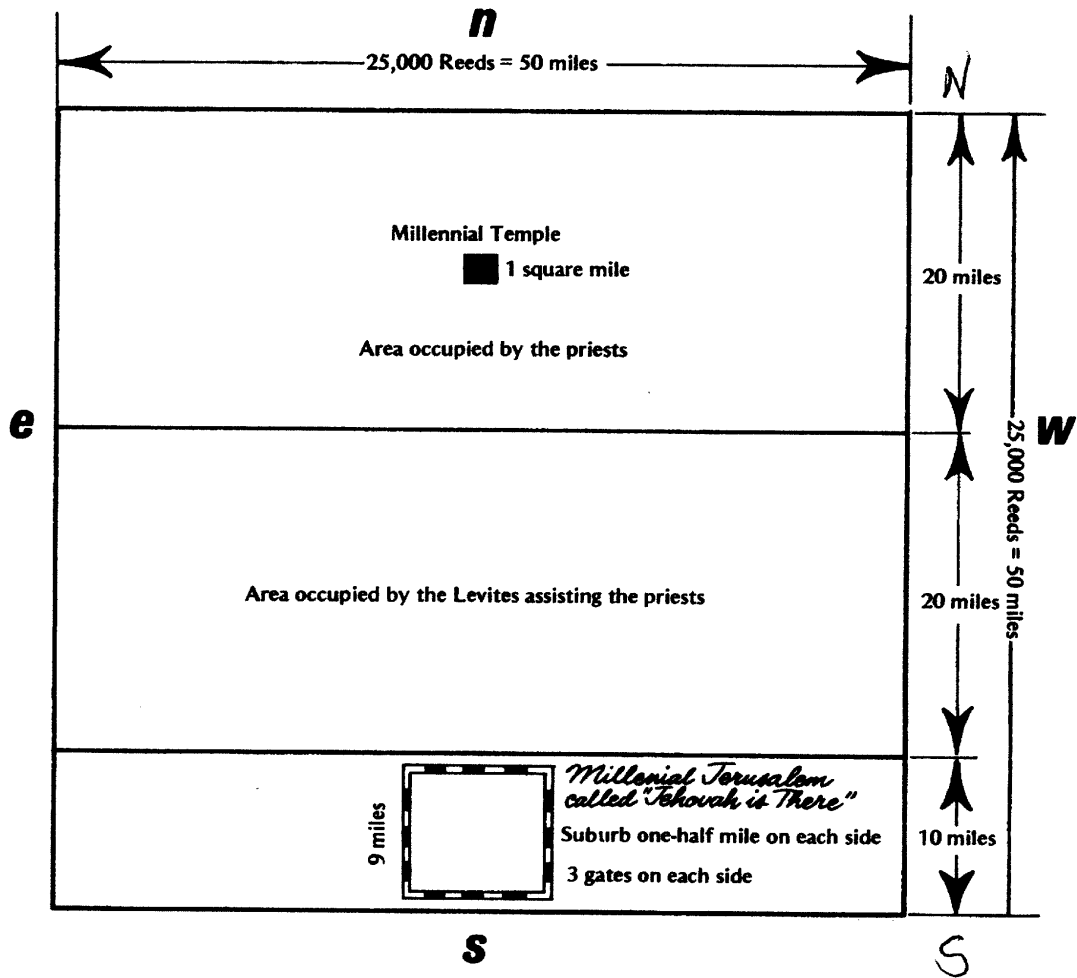 n
25,000 Reeds = 50 miles
N
Millennial Temple
1 square mile
20 miles
Area occupied by the priests
e
w
25,000 Reeds = 50 miles
Area occupied by the Levites assisting the priests
20 miles
Millenial Jerusalem
called "Jehovah is There"
9 miles
Suburb one-half mile on each side
10 miles
3 gates on each side
s
S